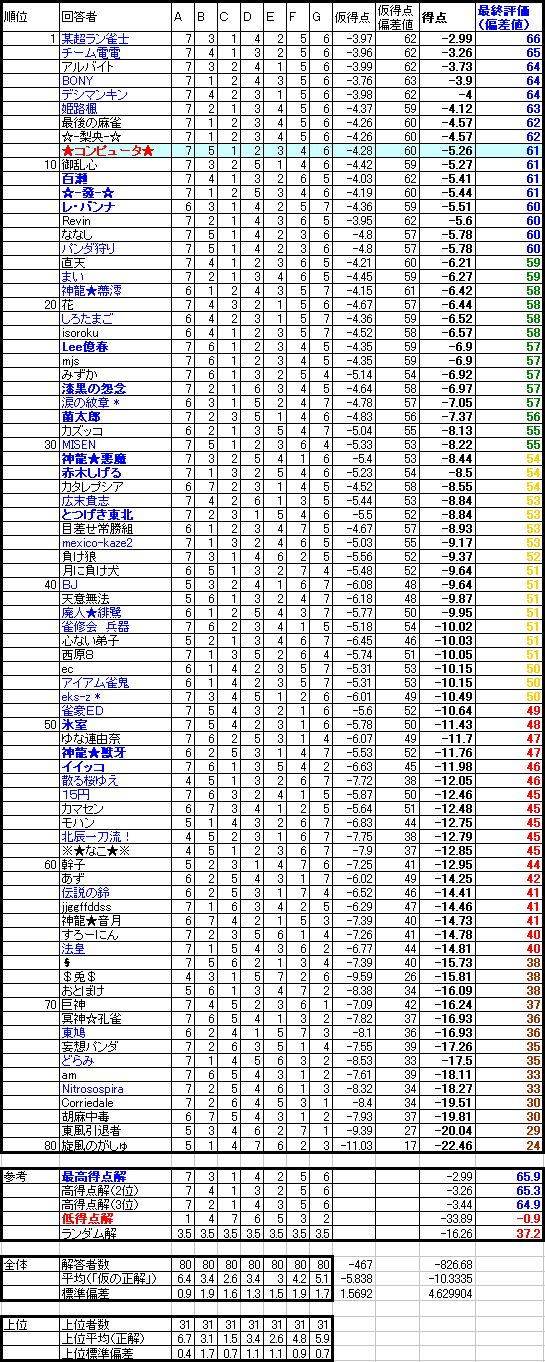 順位 回答者 A B C D E F G 仮得点 仮得点偏差値 得点 最終評価（偏差値）
1 某超ラン雀士 7 3 1 4 2 5 6 -3.97 62 -2.99 66
チーム電電 7 4 1 3 2 5 6 -3.96 62 -3.26 65
アルバイト 7 3 2 4 1 5 6 -3.99 62 -3.73 64
BONY 7 1 2 4 3 5 6 -3.76 63 -3.9 64
デジマンキン 7 4 2 3 1 5 6 -3.98 62 -4 64
姫路楓 7 2 1 3 4 5 6 -4.37 59 -4.12 63
最後の麻雀 7 1 2 3 4 5 6 -4.26 60 -4.57 62
☆-梨央-☆ 7 1 2 3 4 5 6 -4.26 60 -4.57 62
★コンピュータ★ 7 5 1 2 3 4 6 -4.28 60 -5.26 61
10 御乱心 7 3 2 5 1 4 6 -4.42 59 -5.27 61
百瀬 7 4 1 3 2 6 5 -4.03 62 -5.41 61
☆-發-☆ 7 1 2 5 3 4 6 -4.19 60 -5.44 61
レ・バンナ 6 3 1 4 2 5 7 -4.36 59 -5.51 60
Revin 7 2 1 4 3 6 5 -3.95 62 -5.6 60
ななし 7 5 1 4 2 3 6 -4.8 57 -5.78 60
パンダ狩り 7 5 1 4 2 3 6 -4.8 57 -5.78 60
直天 7 4 2 3 1 6 5 -4.21 60 -6.21 59
まい 7 2 1 3 4 6 5 -4.45 59 -6.27 59
神龍★ 6 1 2 4 3 5 7 -4.15 61 -6.42 58
20 花 7 4 3 2 1 5 6 -4.67 57 -6.44 58
しろたまご 6 4 2 3 1 5 7 -4.36 59 -6.52 58
isoroku 6 4 1 2 3 5 7 -4.52 58 -6.57 58
Lee億春 7 6 1 2 3 4 5 -4.35 59 -6.9 57
mjs 7 6 1 2 3 4 5 -4.35 59 -6.9 57
みずか 7 6 1 3 2 5 4 -5.14 54 -6.92 57
漆黒の怨念 7 2 1 6 3 4 5 -4.64 58 -6.97 57
涙の紋章 * 6 3 1 5 2 4 7 -4.78 57 -7.05 57
苗太郎 7 2 3 5 1 4 6 -4.83 56 -7.37 56
カズッコ 6 2 1 3 5 4 7 -5.04 55 -8.13 55
30 MISEN 7 5 1 2 3 6 4 -5.33 53 -8.22 55
神龍★悪魔 7 3 2 5 4 1 6 -5.4 53 -8.44 54
赤木しげる 7 1 3 2 5 4 6 -5.23 54 -8.5 54
カタレプシア 6 7 2 3 1 4 5 -4.52 58 -8.55 54
広末貴志 7 4 2 6 1 3 5 -5.44 53 -8.84 53
とつげき東北 7 2 3 1 5 4 6 -5.5 52 -8.84 53
目差せ常勝組 6 1 2 3 4 7 5 -4.67 57 -8.93 53
mexico-kaze2 7 1 3 2 4 6 5 -5.03 55 -9.17 53
負け狼 7 3 1 4 6 2 5 -5.56 52 -9.37 52
月に負け犬 6 5 1 3 2 7 4 -5.48 52 -9.64 51
40 BJ 5 3 2 4 1 6 7 -6.08 48 -9.64 51
天意無法 5 6 1 3 2 4 7 -6.18 48 -9.87 51
廃人★緋鷺 6 1 2 5 4 3 7 -5.77 50 -9.95 51
雀修会 兵器 7 6 2 3 4 1 5 -5.18 54 -10.02 51
心ない弟子 5 2 1 3 4 6 7 -6.45 46 -10.03 51
西原8 7 1 3 5 2 6 4 -5.74 51 -10.05 51
ec 6 1 4 2 3 7 5 -5.31 53 -10.15 50
アイアム雀鬼 6 1 4 2 3 7 5 -5.31 53 -10.15 50
eks-z * 7 3 4 5 1 2 6 -6.01 49 -10.49 50
雀豪ED 7 5 4 3 2 1 6 -5.6 52 -10.64 49
50 氷室 7 5 4 2 3 1 6 -5.78 50 -11.43 48
ゆな連由奈 7 6 1 5 3 2 4 -6.07 49 -11.7 47
神龍★獣牙 6 2 5 3 1 4 7 -5.53 52 -11.76 47
イイッコ 7 6 1 5 3 4 2 -6.63 45 -11.98 46
散る桜ゆえ 4 5 1 3 2 6 7 -7.72 38 -12.05 46
15円 7 6 3 2 4 1 5 -5.87 50 -12.46 45
カマセン 6 7 3 4 1 2 5 -5.64 51 -12.48 45
モハン 5 1 4 3 2 7 6 -6.83 44 -12.75 45
北辰一刀流！ 4 5 2 3 1 6 7 -7.75 38 -12.79 45
※★なこ★※ 4 5 1 2 3 6 7 -7.9 37 -12.85 45
60 幹子 5 2 3 1 4 7 6 -7.25 41 -12.95 44
あず 6 2 5 4 3 7 1 -6.02 49 -14.25 42
伝説の鈴 6 2 5 3 1 7 4 -6.52 46 -14.41 41
jjggffddss 7 1 6 3 4 2 5 -6.29 47 -14.46 41
神龍★音月 6 7 4 2 1 5 3 -7.39 40 -14.73 41
すろーにん 7 2 3 5 6 1 4 -7.26 41 -14.78 40
法皇 7 1 5 4 3 6 2 -6.77 44 -14.81 40
§ 7 5 6 2 1 3 4 -7.39 40 -15.73 38
＄兎＄ 4 3 1 5 7 2 6 -9.59 26 -15.81 38
おとぼけ 5 6 1 3 4 7 2 -8.38 34 -16.09 38
70 巨神 7 4 5 2 3 6 1 -7.09 42 -16.24 37
冥神☆孔雀 7 6 5 4 1 3 2 -7.82 37 -16.93 36
東鳩 6 2 4 1 5 7 3 -8.1 36 -16.93 36
妄想パンダ 7 2 6 3 5 1 4 -7.55 39 -17.26 35
どらみ 7 1 4 5 6 3 2 -8.53 33 -17.5 35
am 7 6 5 4 3 1 2 -7.61 39 -18.11 33
Nitrosospira 7 2 5 4 6 1 3 -8.32 34 -18.27 33
Corriedale 7 2 6 4 5 3 1 -8.4 34 -19.51 30
胡麻中毒 6 7 5 4 3 1 2 -7.93 37 -19.81 30
東風引退者 5 3 4 6 2 7 1 -9.39 27 -20.04 29
80 旋風のがしゅ 5 1 4 7 6 2 3 -11.03 17 -22.46 24
参考 最高得点解 7 3 1 4 2 5 6 -2.99 65.9
高得点解(2位) 7 4 1 3 2 5 6 -3.26 65.3
高得点解(3位) 7 2 1 4 3 5 6 -3.44 64.9
低得点解 1 4 7 6 5 3 2 -33.89 -0.9
ランダム解 3.5 3.5 3.5 3.5 3.5 3.5 3.5 -16.26 37.2
全体 解答者数 80 80 80 80 80 80 80 -467 -826.68
平均(｢仮の正解｣) 6.4 3.4 2.6 3.4 3 4.2 5.1 -5.838 -10.3335
標準偏差 0.9 1.9 1.6 1.3 1.5 1.9 1.7 1.5692 4.629904
上位 上位者数 31 31 31 31 31 31 31
上位平均(正解) 6.7 3.1 1.5 3.4 2.6 4.8 5.9
上位標準偏差 0.4 1.7 0.7 1.1 1.1 0.9 0.7